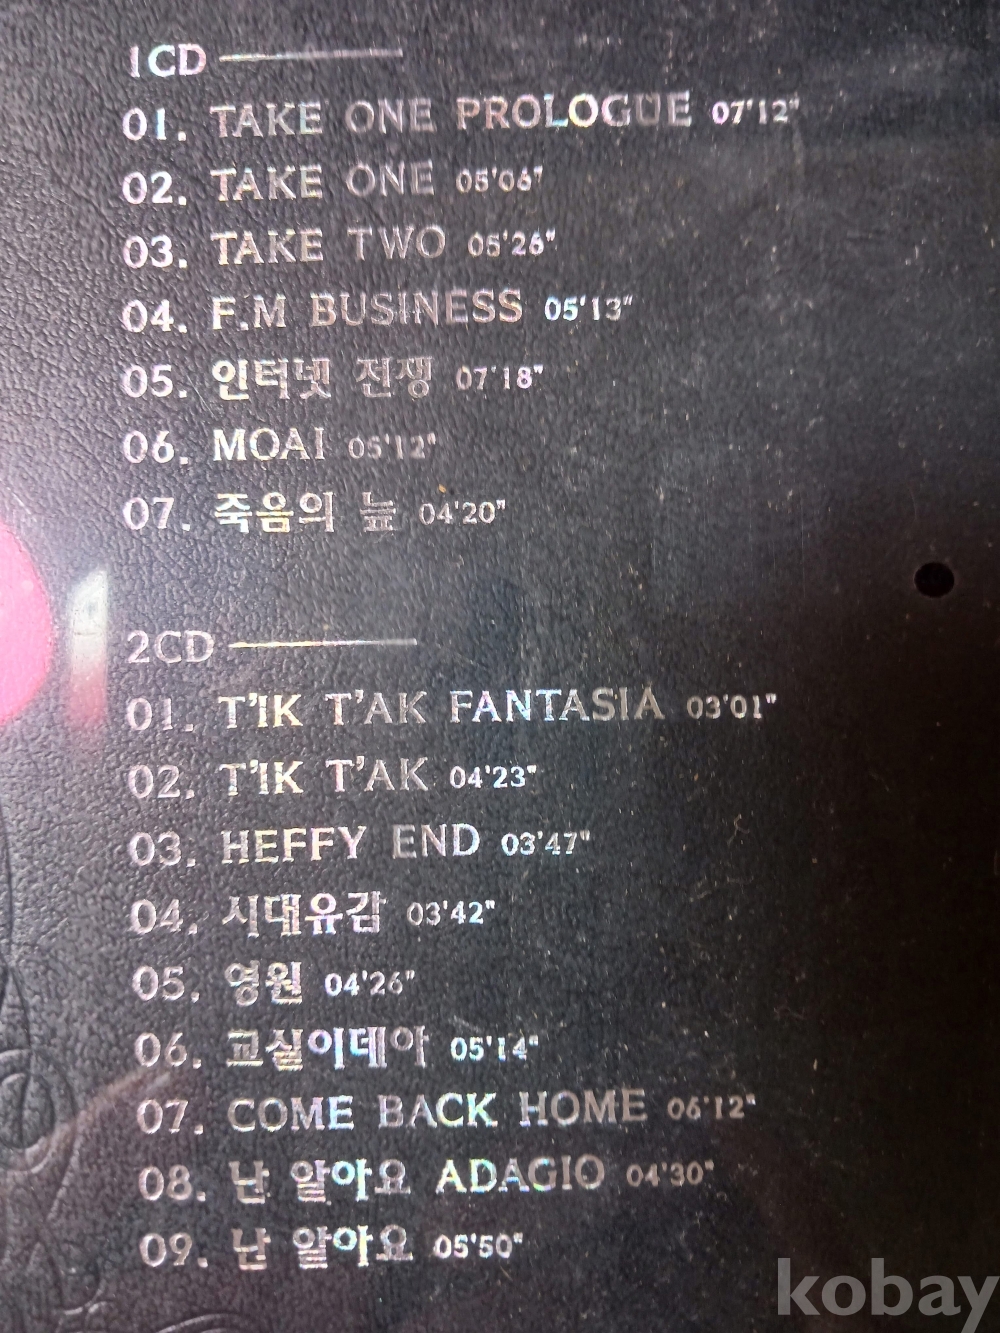 1CD
01. TAKE ONE PROLOGUE 07'12"
02. TAKE ONE 05'06"
03. TAKE TWO 05'26"
04. F.M BUSINESS 05'13"
05. 인터넷 전쟁 07'18"
06. MOAI 05'12"
07. 죽음의 늪 04'20"
2CD
01. T'IK T'AK FANTASIA 03'01"
02. T'IK T'AK 04'23"
03. HEFFY END 03'47"
04. 시대유감 03'42"
05. 영원 04'26"
06. 교실이데아 05'14"
07. COME BACK HOME 06'12"
08. 난 알아요 ADAGIO 04'30"
09. 난 알아요 05'50"
kobay